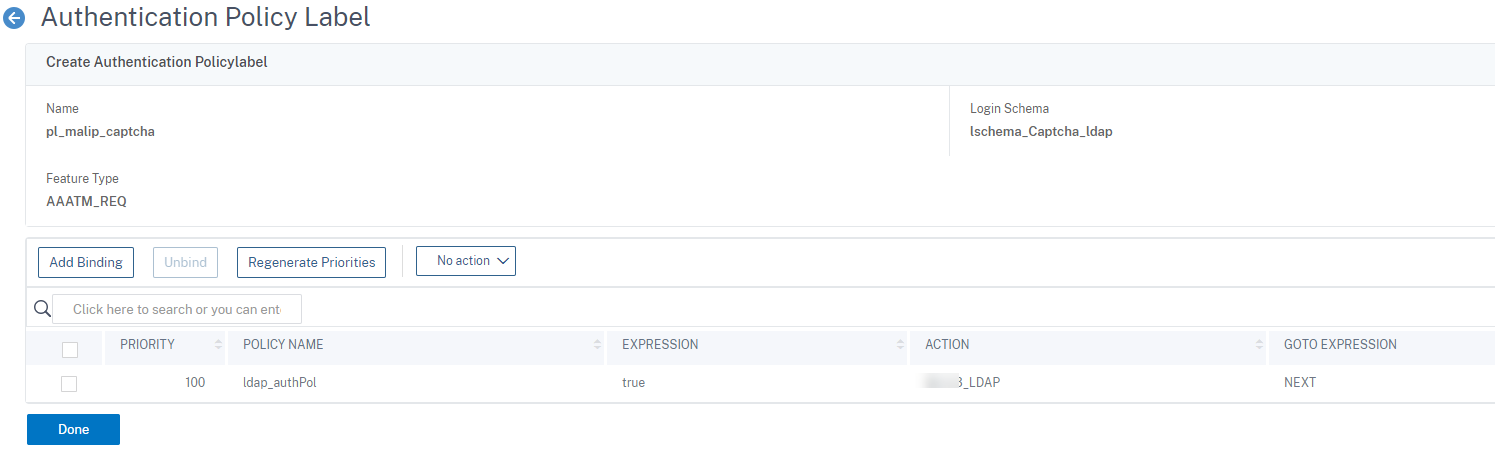 Authentication Policy Label
Create Authentication Policylabel
Name
pl_malip_captcha
Login Schema
lschema_Captcha_ldap
Feature Type
AAATM_REQ
Add Binding Unbind Regenerate Priorities No action
Click here to search or you can ent
PRIORITY POLICY NAME EXPRESSION ACTION GOTO EXPRESSION
100 ldap_authPol true _LDAP NEXT
Done